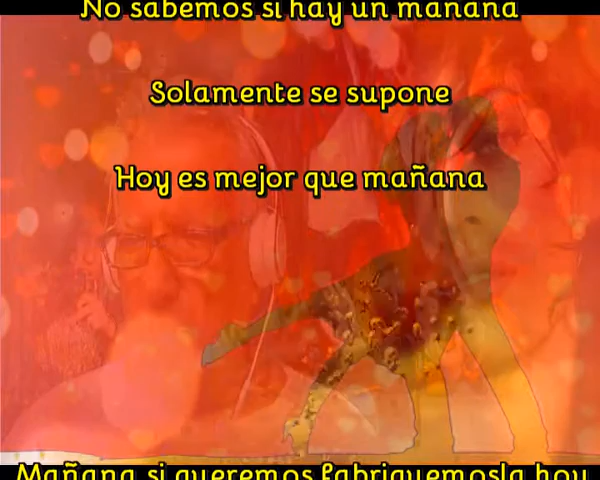 No sabemos si hay un mañana
Solamente se supone
Hoy es mejor que mañana
Mañana si queremos fabriquemosla hoy